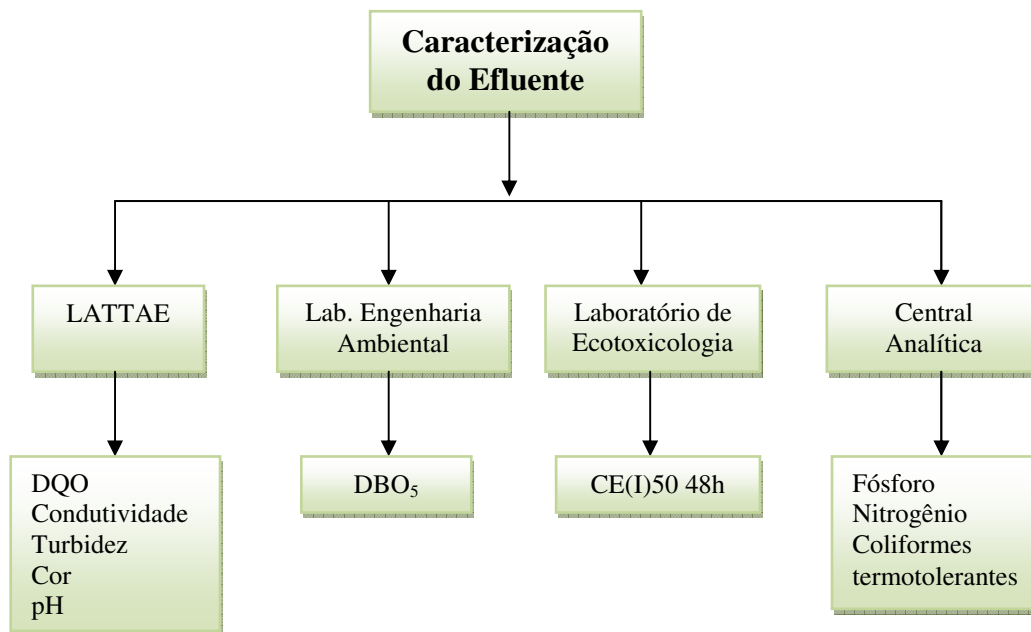 Caracterização
do Efluente
LATTAE
Lab. Engenharia
Ambiental
Laboratório de
Ecotoxicologia
Central
Analítica
DQO
Condutividade
Turbidez
Cor
pH
DBO₅
CE(I)50 48h
Fósforo
Nitrogênio
Coliformes
termotolerantes